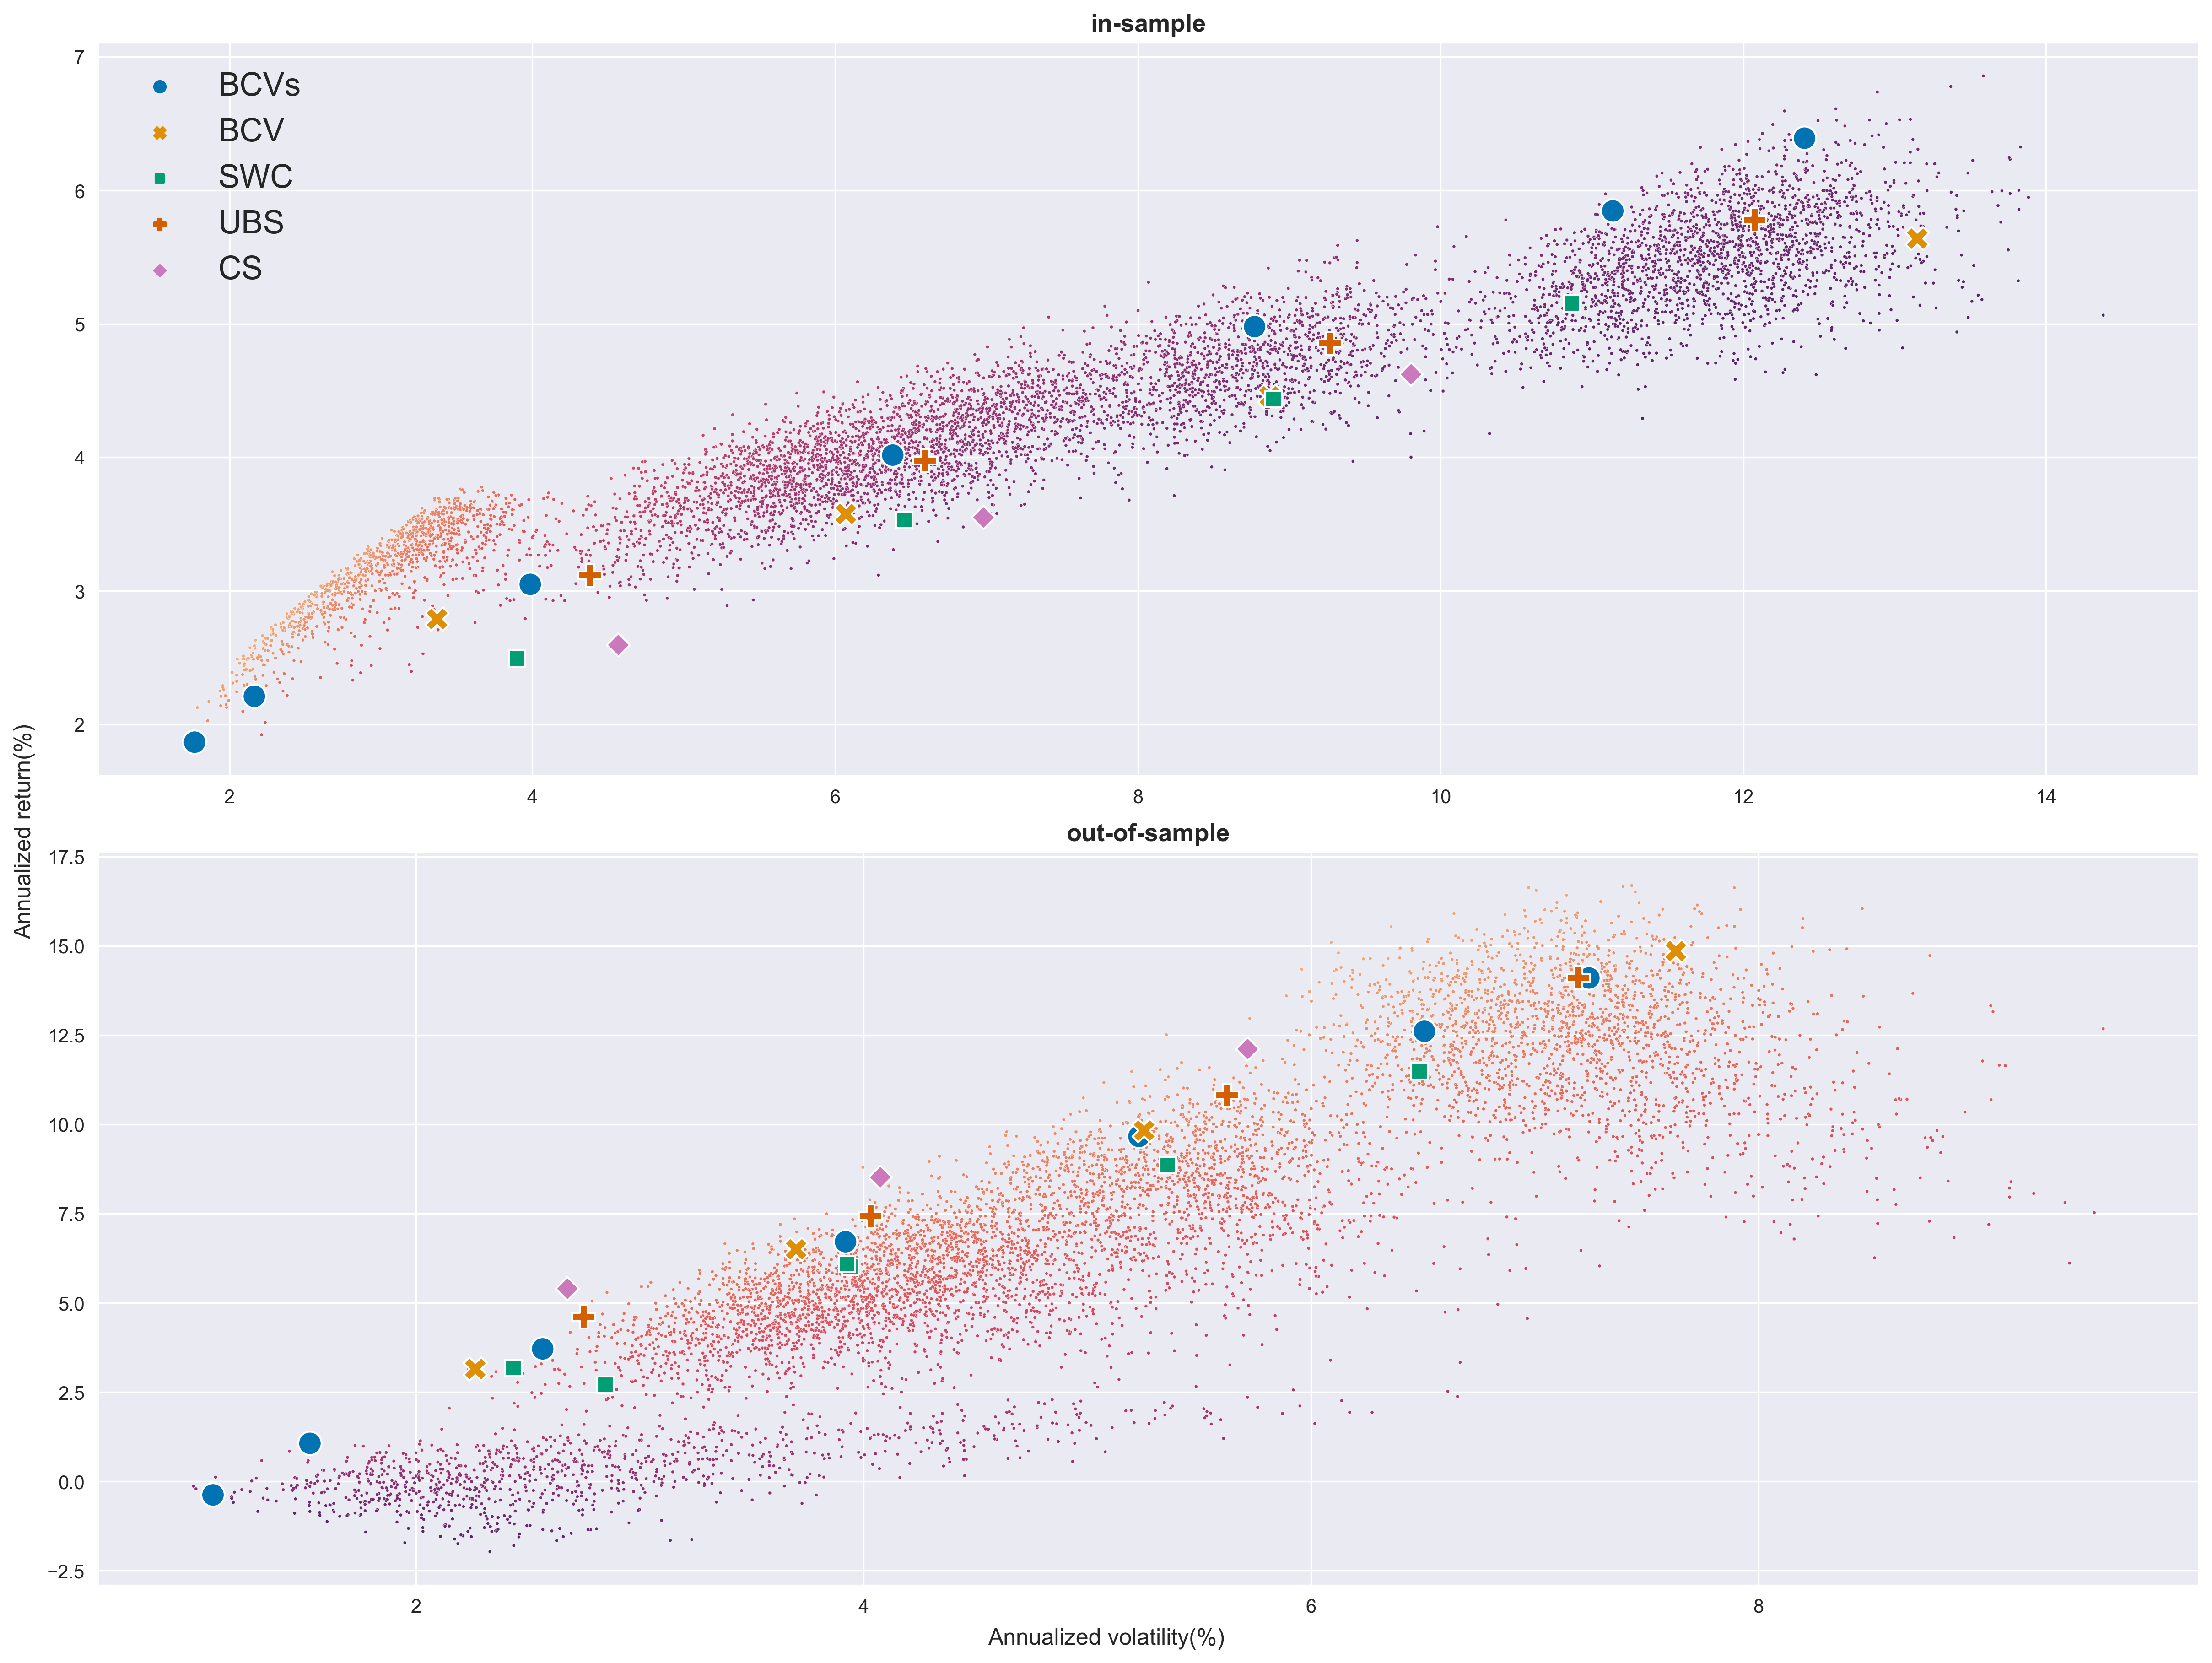 in-sample
7
6
5
4
3
2
BCVs
BCV
SWC
UBS
CS
2 4 6 8 10 12 14
Annualized return(%)
out-of-sample
17.5
15.0
12.5
10.0
7.5
5.0
2.5
0.0
−2.5
2 4 6 8
Annualized volatility(%)